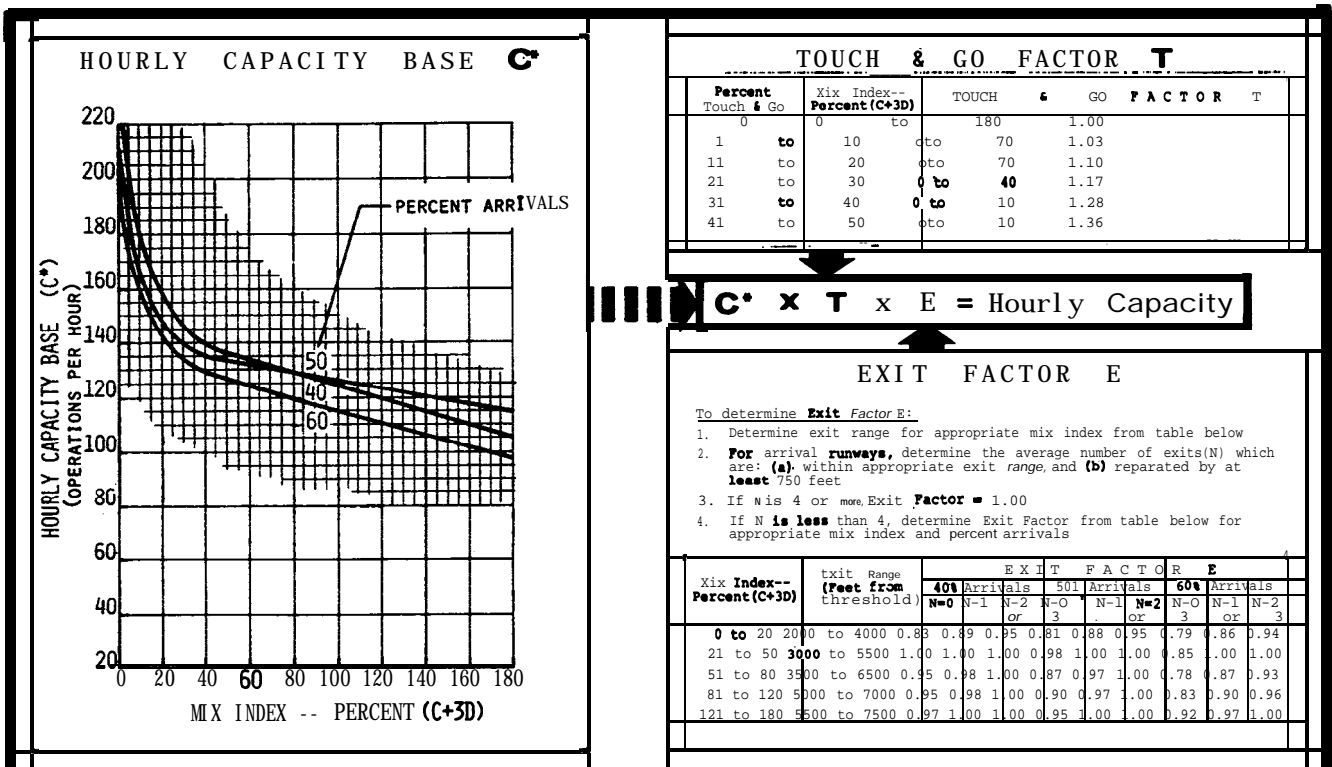 HOURLY CAPACITY BASE C*
220
200
180
160
140
120
100
80
60
40
20
HOURLY CAPACITY BASE (C*)
(OPERATIONS PER HOUR)
PERCENT ARRIVALS
50
40
60
0 20 40 60 80 100 120 140 160 180
MIX INDEX -- PERCENT (C+3D)
TOUCH & GO FACTOR T
Percent Xix Index-- TOUCH & GO FACTOR T
Touch & Go Percent(C+3D)
0 0 to 180 1.00
1 to 10 oto 70 1.03
11 to 20 oto 70 1.10
21 to 30 0 to 40 1.17
31 to 40 0 to 10 1.28
41 to 50 oto 10 1.36
C* X T x E = Hourly Capacity
EXIT FACTOR E
To determine Exit Factor E:
1. Determine exit range for appropriate mix index from table below
2. For arrival runways, determine the average number of exits(N) which
are: (a). within appropriate exit range, and (b) reparated by at
least 750 feet
3. If N is 4 or more, Exit Factor = 1.00
4. If N is less than 4, determine Exit Factor from table below for
appropriate mix index and percent arrivals
4
Xix Index-- txit Range EXIT FACTOR E
Percent(C+3D) (Feet from 40% Arrivals 501 Arrivals 60% Arrivals
threshold) N=0 N-1 N-2 N-O N-1 N=2 N-O N-1 N-2
or 3 . or 3 or 3
0 to 20 2000 to 4000 0.83 0.89 0.95 0.81 0.88 0.95 0.79 0.86 0.94
21 to 50 3000 to 5500 1.00 1.00 1.00 0.98 1.00 1.00 0.85 1.00 1.00
51 to 80 3500 to 6500 0.95 0.98 1.00 0.87 0.97 1.00 0.78 0.87 0.93
81 to 120 5000 to 7000 0.95 0.98 1.00 0.90 0.97 1.00 0.83 0.90 0.96
121 to 180 5500 to 7500 0.97 1.00 1.00 0.95 1.00 1.00 0.92 0.97 1.00